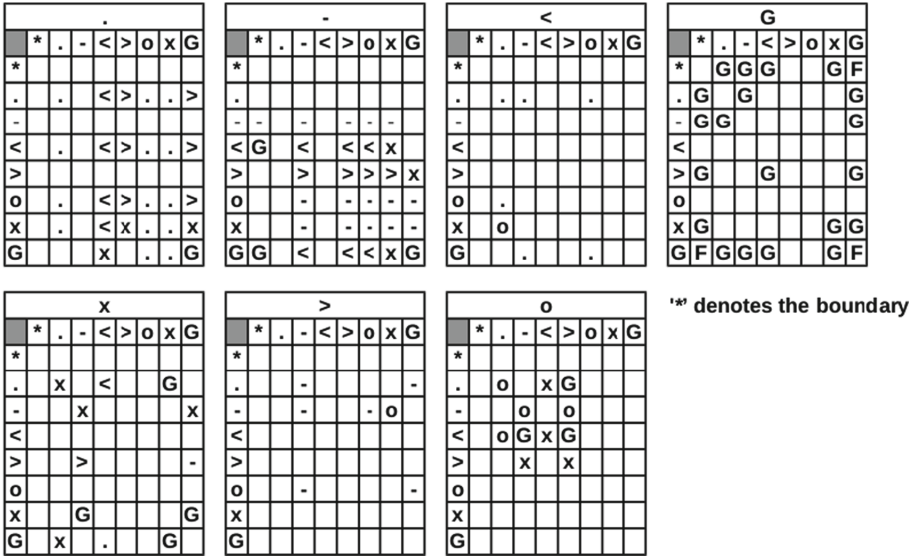 .
* . - < > o x G
*
. . < > . . >
-
< . < > . . >
>
o . < > . . >
x . < x . . x
G x . . G
-
* . - < > o x G
*
.
- - - - - -
< G < < < x
> > > > > x
o - - - - -
x - - - - -
G G < < < x G
<
* . - < > o x G
*
. . . .
-
<
>
o .
x o
G . .
G
* . - < > o x G
* G G G G F
. G G G
- G G G
<
> G G G
o
x G G G
G F G G G G F
x
* . - < > o x G
*
. x < G
- x x
<
> > -
o
x G G
G x . G
>
* . - < > o x G
*
. - -
- - - o
<
>
o - -
x
G
o
* . - < > o x G
*
. o x G
- o o
< o G x G
> x x
o
x
G
'*' denotes the boundary